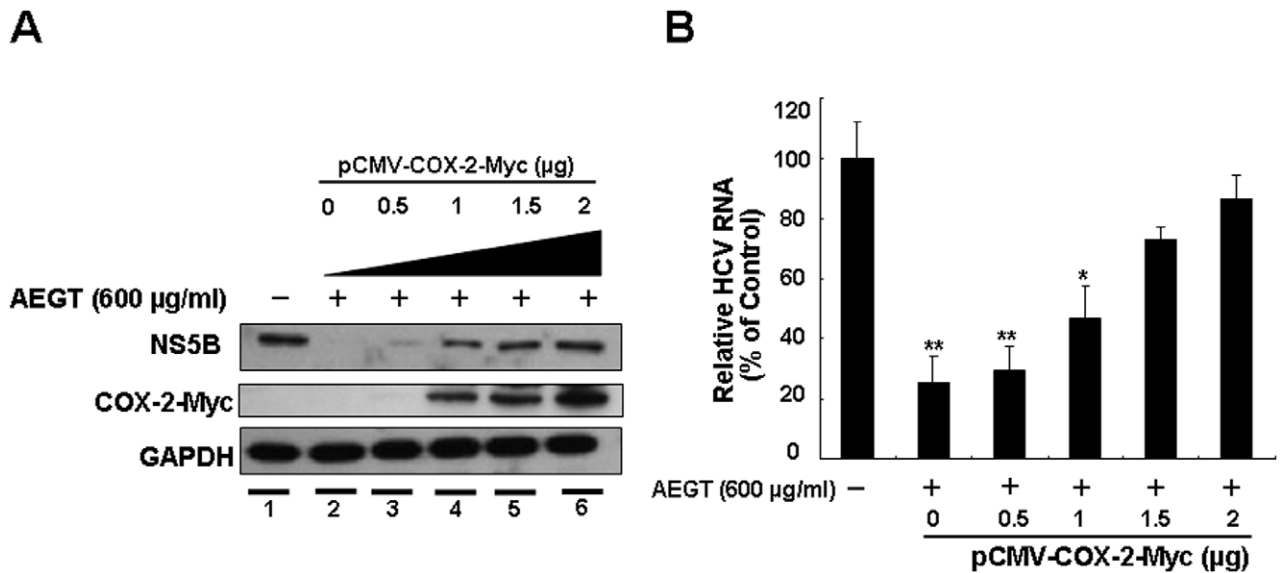 A
pCMV-COX-2-Myc (µg)
0 0.5 1 1.5 2
AEGT (600 µg/ml) − + + + + +
NS5B
COX-2-Myc
GAPDH
1 2 3 4 5 6
B
Relative HCV RNA
(% of Control)
120
100
80
60
40
20
0
** ** *
AEGT (600 µg/ml) − + + + + +
0 0.5 1 1.5 2
pCMV-COX-2-Myc (µg)